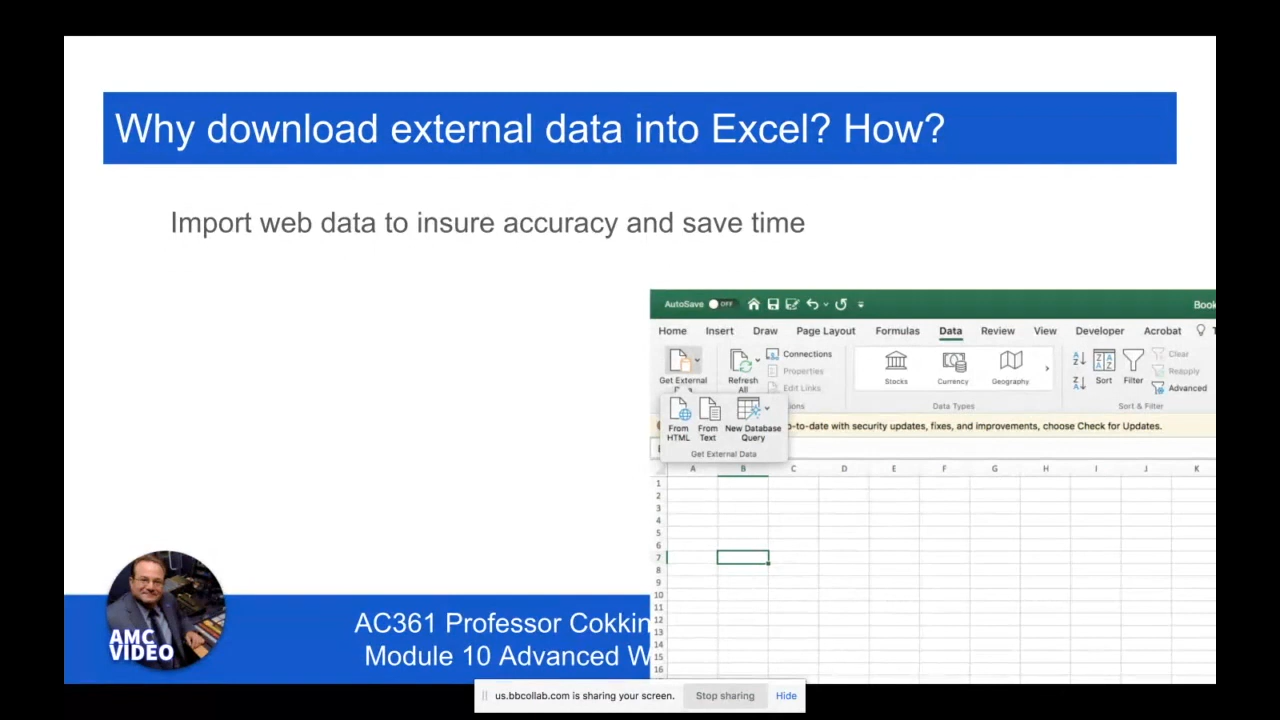 Why download external data into Excel? How?
Import web data to insure accuracy and save time
AutoSave OFF
Book
Home Insert Draw Page Layout Formulas Data Review View Developer Acrobat
Get External
Refresh All
Connections
Properties
Edit Links
Stocks Currency Geography
Data Types
Sort Filter
Clear
Reapply
Advanced
Sort & Filter
From HTML
From Text
New Database Query
Get External Data
-to-date with security updates, fixes, and improvements, choose Check for Updates.
A B C D E F G H I J K
1
2
3
4
5
6
7
8
9
10
11
12
13
14
15
16
AMC
VIDEO
AC361 Professor
Module 10 Advanced
us.bbcollab.com is sharing your screen. Stop sharing Hide